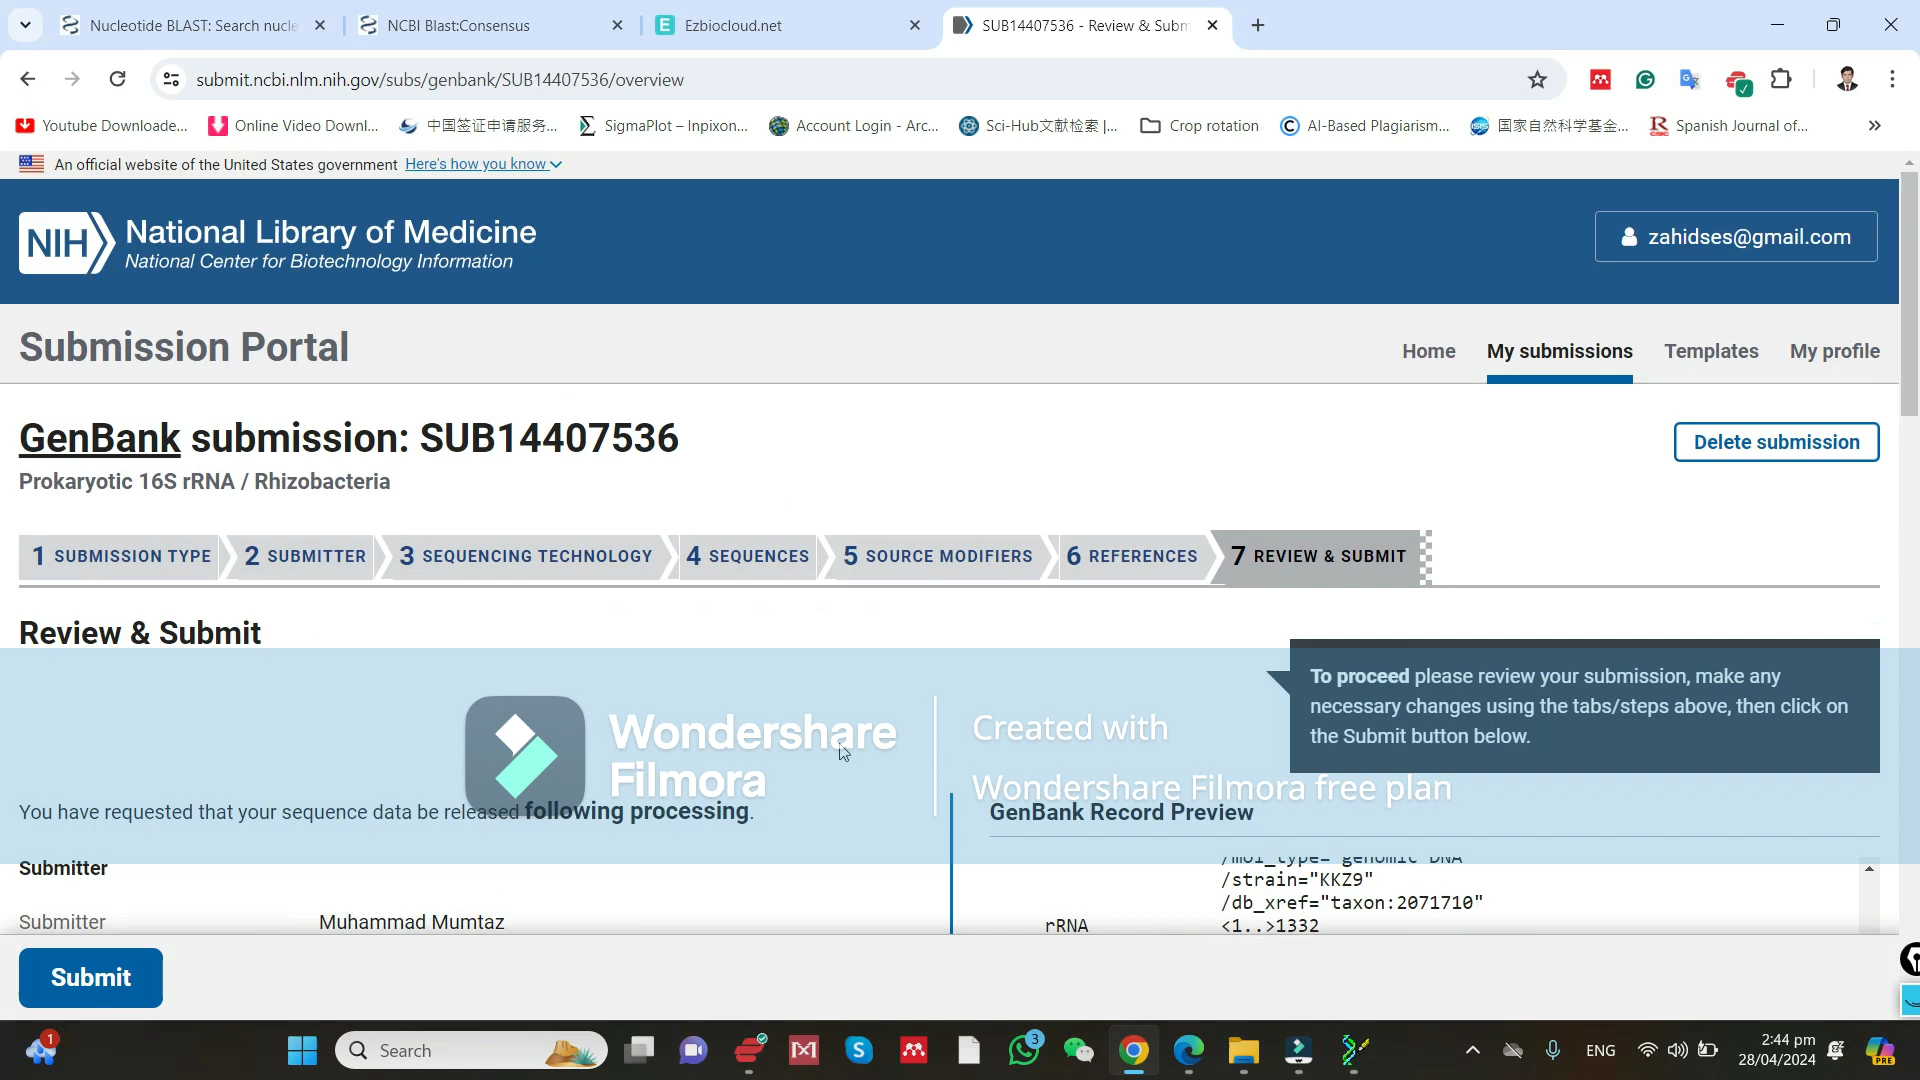 Nucleotide BLAST: Search nucle
NCBI Blast:Consensus
Ezbiocloud.net
SUB14407536 - Review & Subm
submit.ncbi.nlm.nih.gov/subs/genbank/SUB14407536/overview
Youtube Downloade...
Online Video Downl...
中国签证申请服务...
SigmaPlot – Inpixon...
Account Login - Arc...
Sci-Hub文献检索 |...
Crop rotation
AI-Based Plagiarism...
国家自然科学基金...
Spanish Journal of...
An official website of the United States government Here's how you know
NIH National Library of Medicine
National Center for Biotechnology Information
zahidses@gmail.com
Submission Portal
Home
My submissions
Templates
My profile
GenBank submission: SUB14407536
Delete submission
Prokaryotic 16S rRNA / Rhizobacteria
1 SUBMISSION TYPE
2 SUBMITTER
3 SEQUENCING TECHNOLOGY
4 SEQUENCES
5 SOURCE MODIFIERS
6 REFERENCES
7 REVIEW & SUBMIT
Review & Submit
To proceed please review your submission, make any
necessary changes using the tabs/steps above, then click on
the Submit button below.
Wondershare
Filmora
Created with
Wondershare Filmora free plan
You have requested that your sequence data be released following processing.
GenBank Record Preview
Submitter
/mol_type="genomic DNA"
/strain="KKZ9"
/db_xref="taxon:2071710"
Submitter
Muhammad Mumtaz
rRNA
<1..>1332
Submit
1
Search
3
ENG
2:44 pm
28/04/2024
PRE